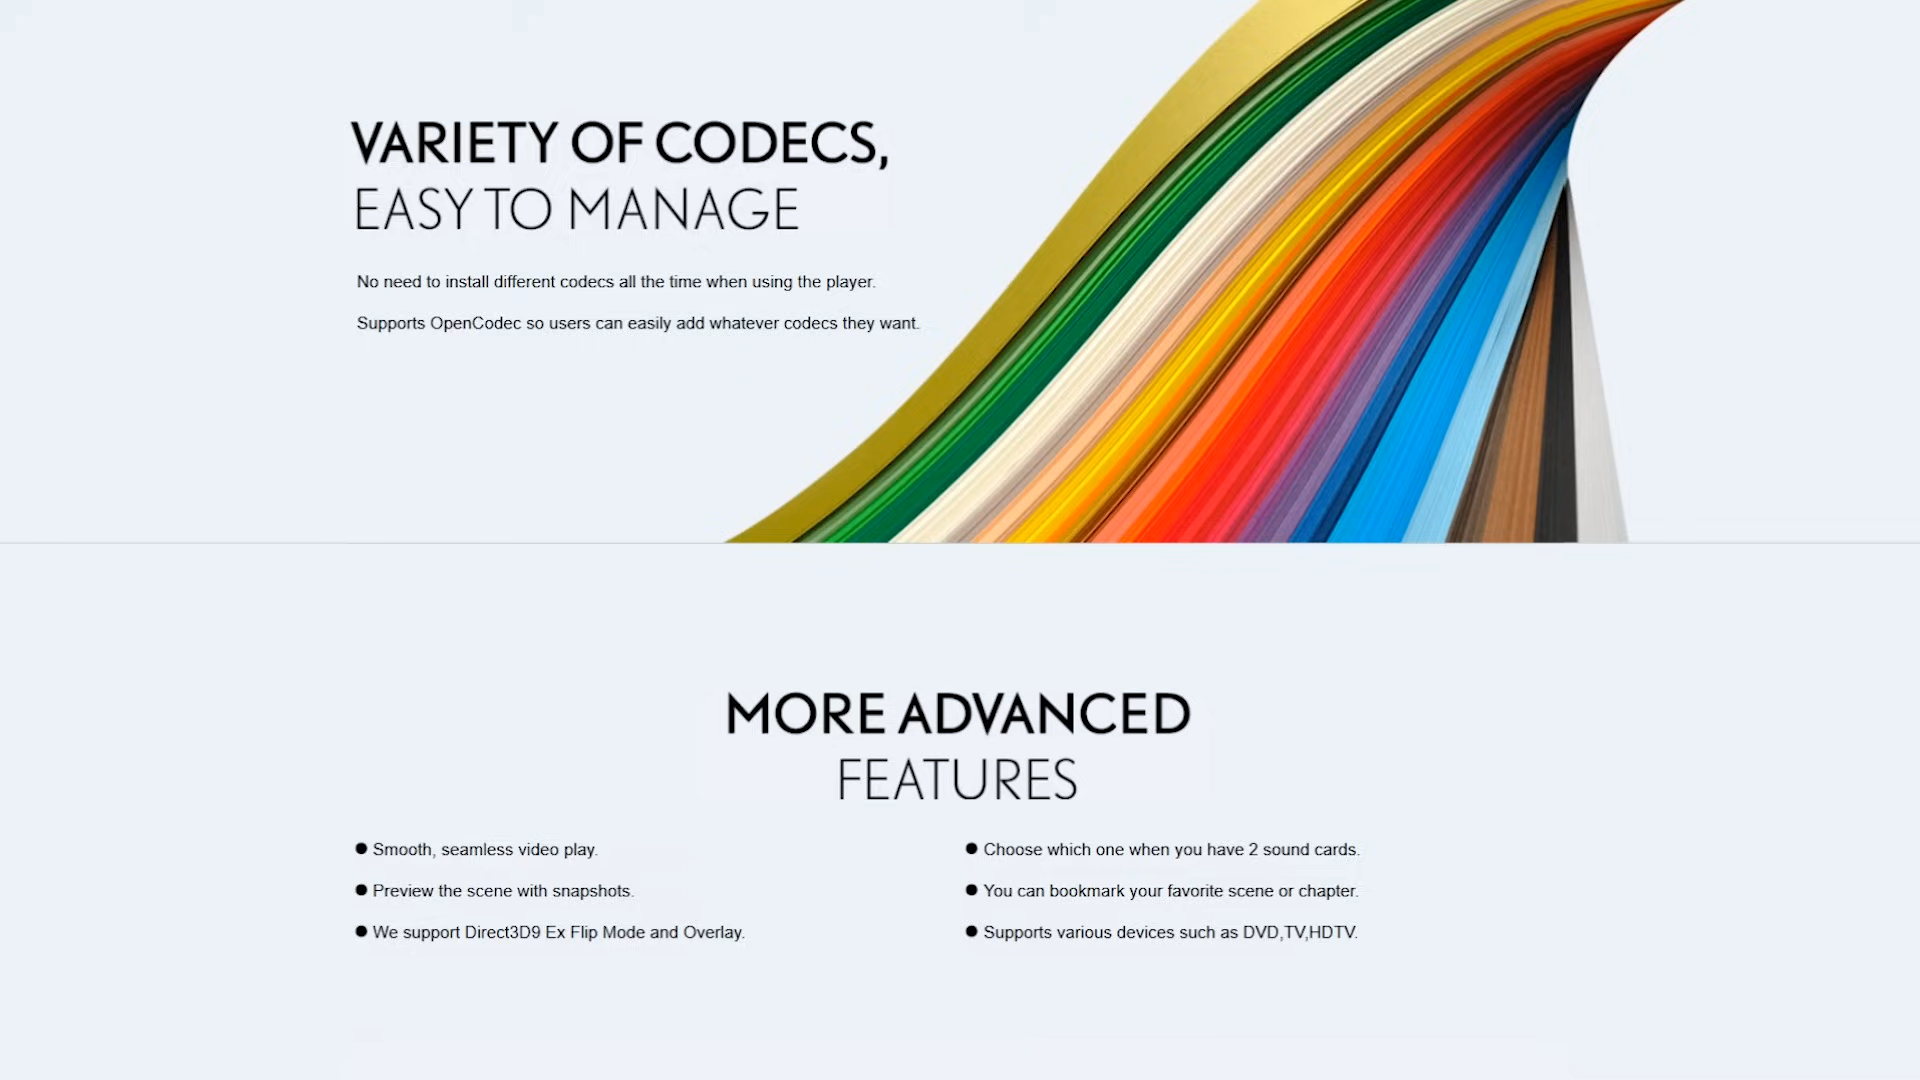 VARIETY OF CODECS,
EASY TO MANAGE
No need to install different codecs all the time when using the player.
Supports OpenCodec so users can easily add whatever codecs they want.
MORE ADVANCED
FEATURES
● Smooth, seamless video play.
● Preview the scene with snapshots.
● We support Direct3D9 Ex Flip Mode and Overlay.
● Choose which one when you have 2 sound cards.
● You can bookmark your favorite scene or chapter.
● Supports various devices such as DVD,TV,HDTV.